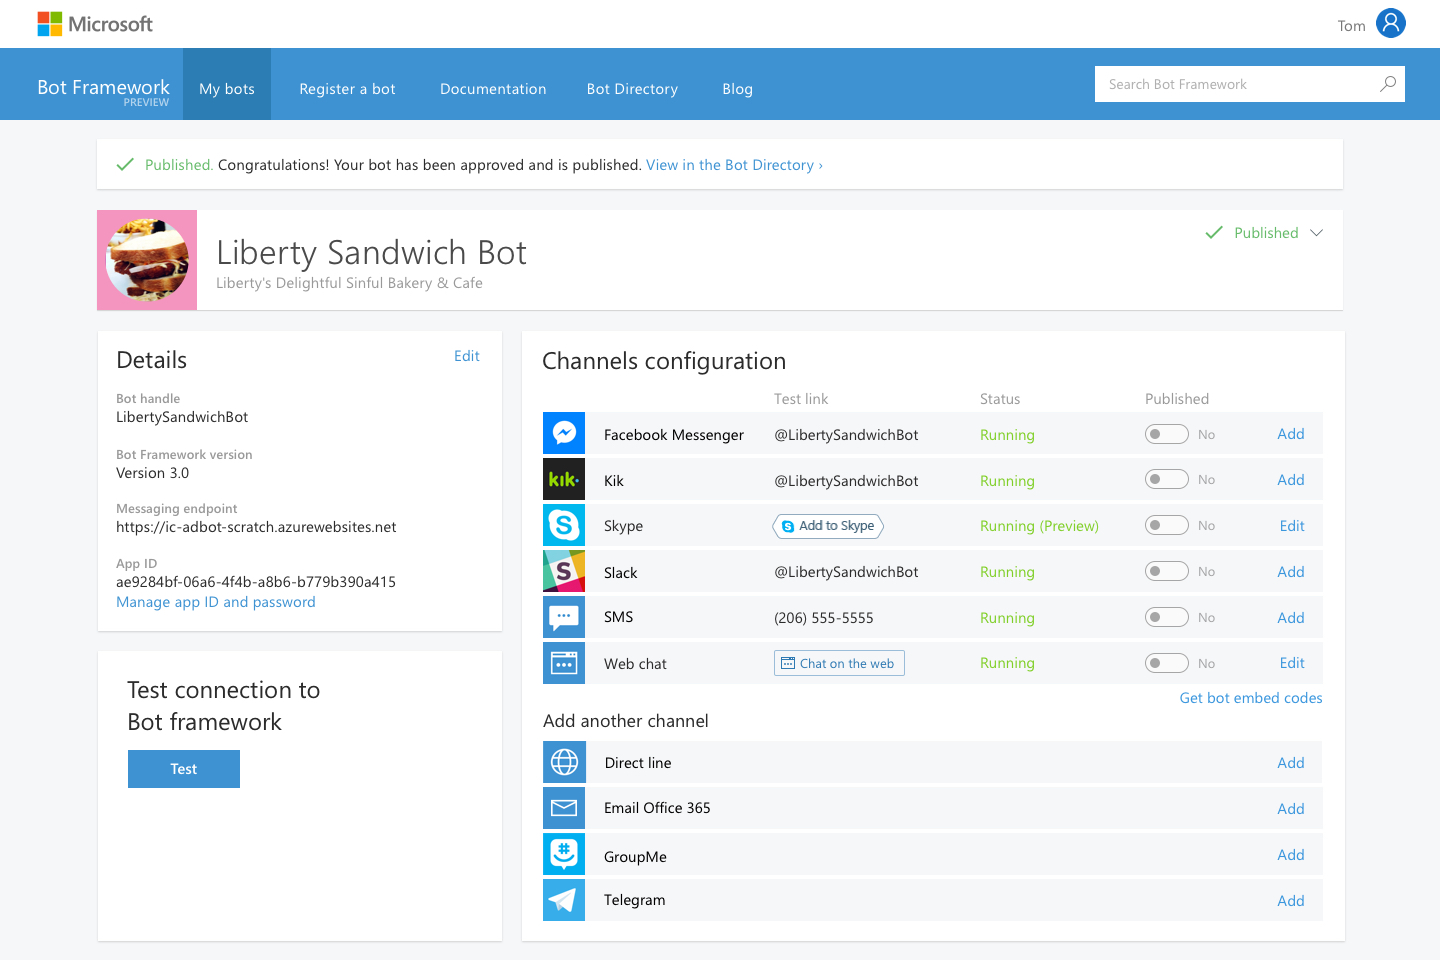 Microsoft
Tom
Bot Framework
PREVIEW
My bots
Register a bot
Documentation
Bot Directory
Blog
Search Bot Framework
Published. Congratulations! Your bot has been approved and is published. View in the Bot Directory ›
Liberty Sandwich Bot
Liberty's Delightful Sinful Bakery & Cafe
Published
Details
Edit
Bot handle
LibertySandwichBot
Bot Framework version
Version 3.0
Messaging endpoint
https://ic-adbot-scratch.azurewebsites.net
App ID
ae9284bf-06a6-4f4b-a8b6-b779b390a415
Manage app ID and password
Test connection to
Bot framework
Test
Channels configuration
Test link Status Published
Facebook Messenger @LibertySandwichBot Running No Add
kik. Kik @LibertySandwichBot Running No Add
Skype Add to Skype Running (Preview) No Edit
S Slack @LibertySandwichBot Running No Add
SMS (206) 555-5555 Running No Add
Web chat Chat on the web Running No Edit
Get bot embed codes
Add another channel
Direct line Add
Email Office 365 Add
# GroupMe Add
Telegram Add